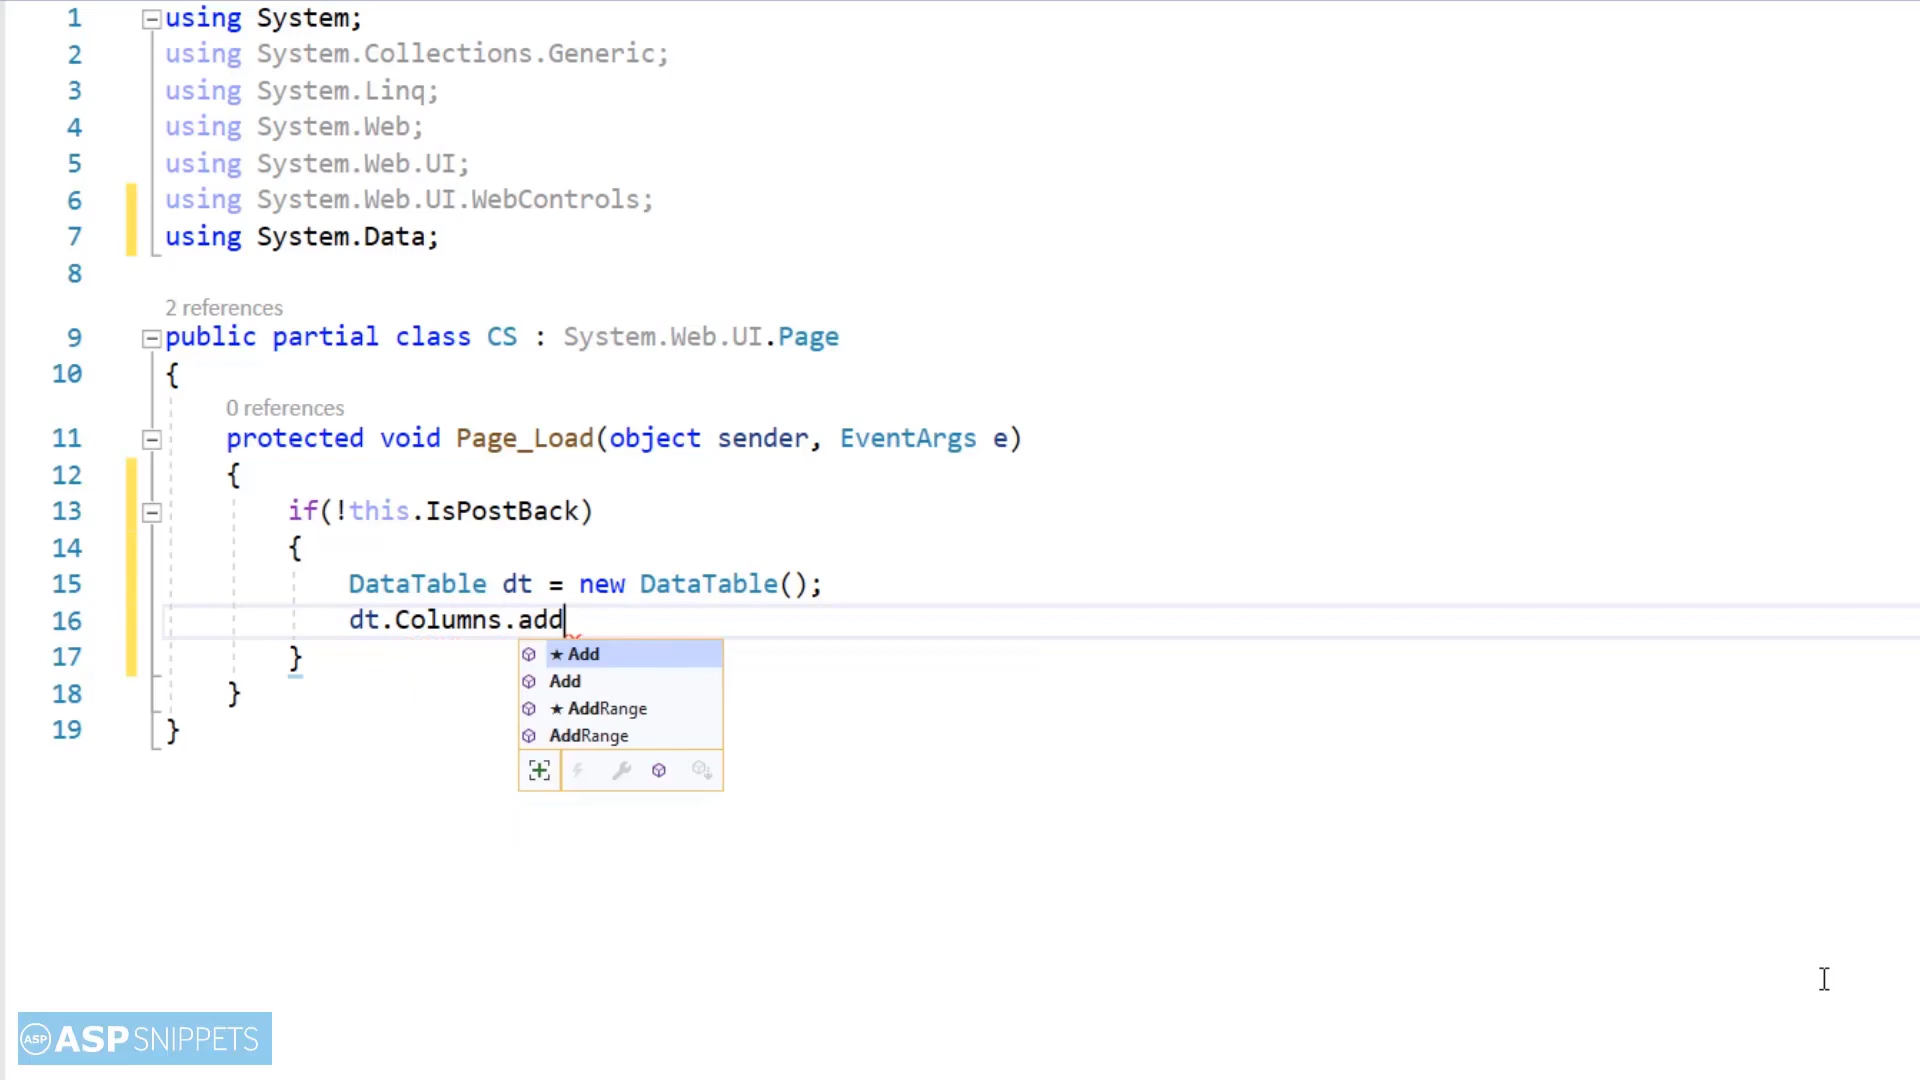 1 using System;
2 using System.Collections.Generic;
3 using System.Linq;
4 using System.Web;
5 using System.Web.UI;
6 using System.Web.UI.WebControls;
7 using System.Data;
8
2 references
9 public partial class CS : System.Web.UI.Page
10 {
0 references
11 protected void Page_Load(object sender, EventArgs e)
12 {
13 if(!this.IsPostBack)
14 {
15 DataTable dt = new DataTable();
16 dt.Columns.add
★ Add
17 }
Add
18 }
★ AddRange
19 }
AddRange
ASP ASPSNIPPETS